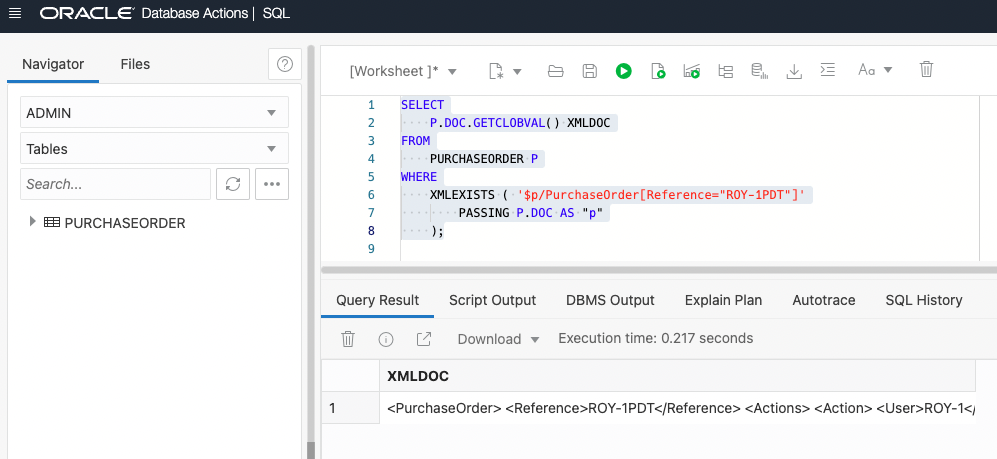 ORACLE Database Actions | SQL
Navigator Files
ADMIN
Tables
Search...
PURCHASEORDER
[Worksheet ]* Aa
1 SELECT
2 P.DOC.GETCLOBVAL() XMLDOC
3 FROM
4 PURCHASEORDER P
5 WHERE
6 XMLEXISTS ( '$p/PurchaseOrder[Reference="ROY-1PDT"]'
7 PASSING P.DOC AS "p"
8 );
9
Query Result Script Output DBMS Output Explain Plan Autotrace SQL History
Download Execution time: 0.217 seconds
XMLDOC
1 <PurchaseOrder> <Reference>ROY-1PDT</Reference> <Actions> <Action> <User>ROY-1</